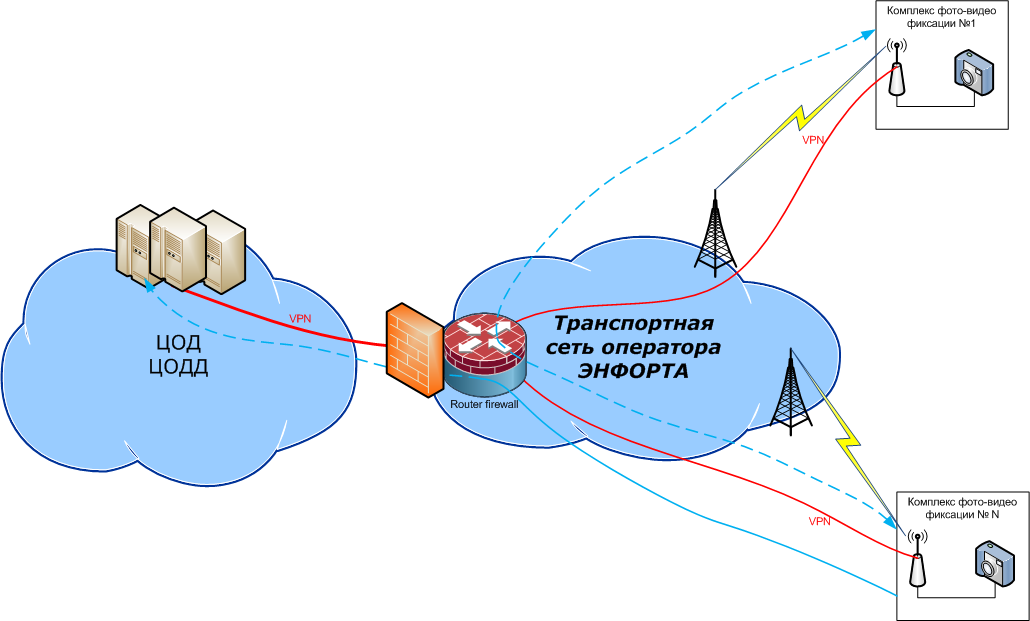 Комплекс фото-видео
фиксации №1
VPN
ЦОД
ЦОДД
VPN
Транспортная
сеть оператора
ЭНФОРТА
Router firewall
Комплекс фото-видео
фиксации № N
VPN